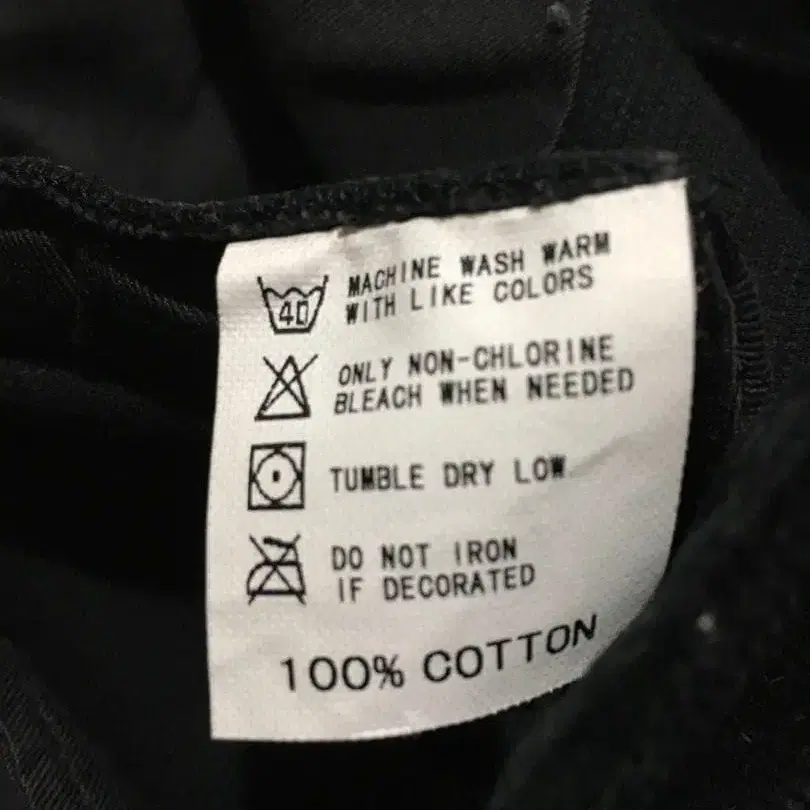 40
MACHINE WASH WARM
WITH LIKE COLORS
ONLY NON-CHLORINE
BLEACH WHEN NEEDED
TUMBLE DRY LOW
DO NOT IRON
IF DECORATED
100% COTTON